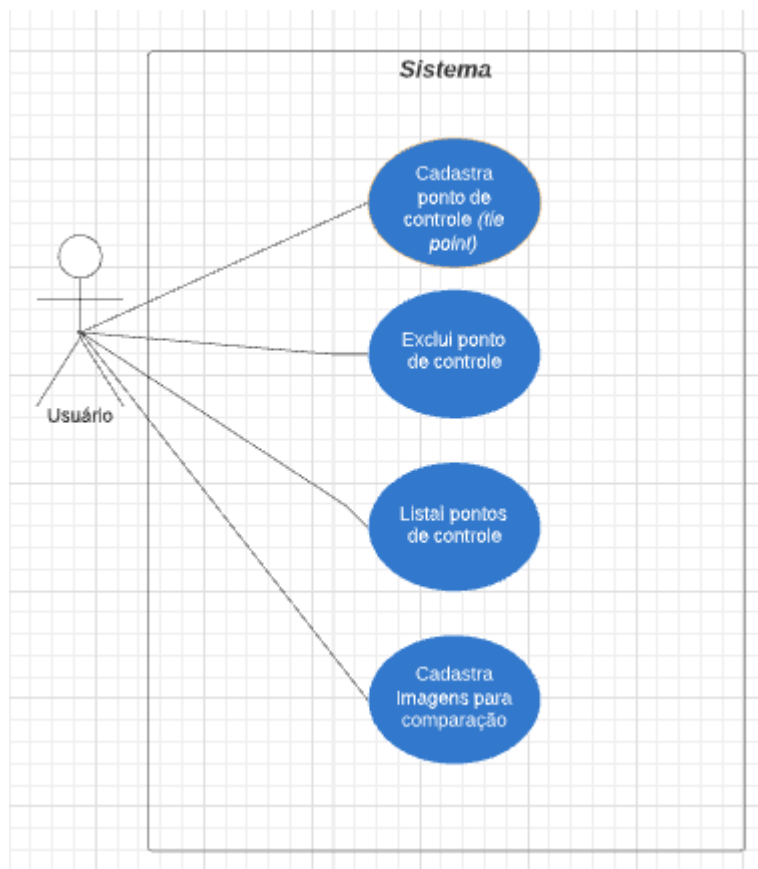 Sistema
Cadastra
ponto de
controle (tie
point)
Exclui ponto
de controle
Usuário
Listai pontos
de controle
Cadastra
Imagens para
comparação